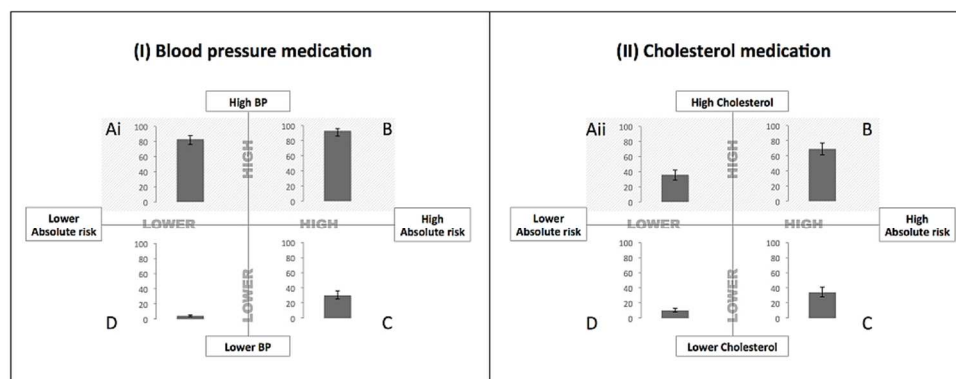 (I) Blood pressure medication
High BP
Ai
100
80
60
40
20
0
HIGH
100
80
60
40
20
0
B
Lower
Absolute risk
LOWER
HIGH
High
Absolute risk
100
80
60
40
20
0
D
LOWER
100
80
60
40
20
0
C
Lower BP
(II) Cholesterol medication
High Cholesterol
Aii
100
80
60
40
20
0
HIGH
100
80
60
40
20
0
B
Lower
Absolute risk
LOWER
HIGH
High
Absolute risk
100
80
60
40
20
0
D
LOWER
100
80
60
40
20
0
C
Lower Cholesterol